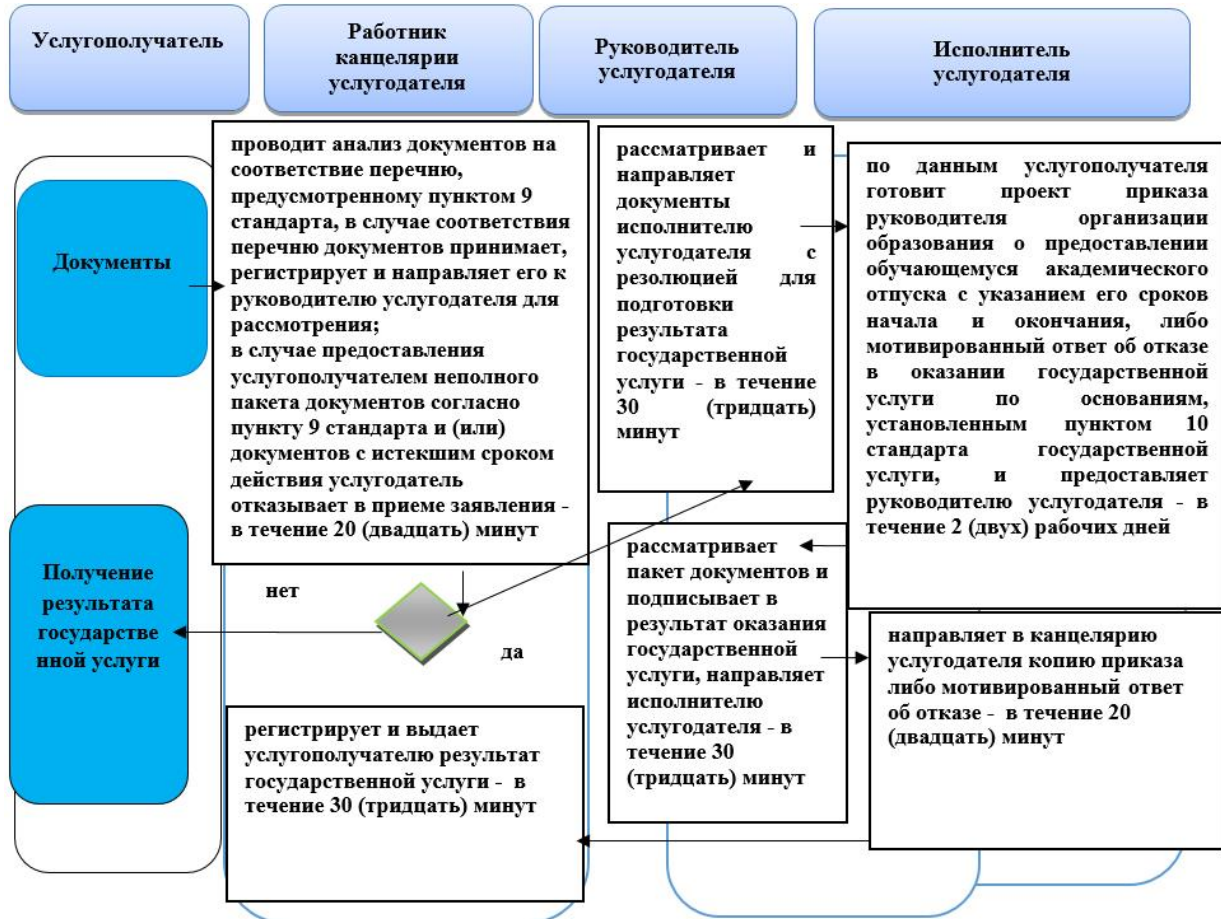 Услугополучатель
Работник
канцелярии
услугодателя
Руководитель
услугодателя
Исполнитель
услугодателя
Документы
проводит анализ документов на
соответствие перечню,
предусмотренному пунктом 9
стандарта, в случае соответствия
перечню документов принимает,
регистрирует и направляет его к
руководителю услугодателя для
рассмотрения;
в случае предоставления
услугополучателем неполного
пакета документов согласно
пункту 9 стандарта и (или)
документов с истекшим сроком
действия услугодатель
отказывает в приеме заявления -
в течение 20 (двадцать) минут
рассматривает и
направляет
документы
исполнителю
услугодателя с
резолюцией для
подготовки
результата
государственной
услуги - в течение
30 (тридцать)
минут
по данным услугополучателя
готовит проект приказа
руководителя организации
образования о предоставлении
обучающемуся академического
отпуска с указанием его сроков
начала и окончания, либо
мотивированный ответ об отказе
в оказании государственной
услуги по основаниям,
установленным пунктом 10
стандарта государственной
услуги, и предоставляет
руководителю услугодателя - в
течение 2 (двух) рабочих дней
Получение
результата
государстве
нной услуги
нет
да
рассматривает
пакет документов и
подписывает в
результат оказания
государственной
услуги, направляет
исполнителю
услугодателя - в
течение 30
(тридцать) минут
направляет в канцелярию
услугодателя копию приказа
либо мотивированный ответ
об отказе - в течение 20
(двадцать) минут
регистрирует и выдает
услугополучателю результат
государственной услуги - в
течение 30 (тридцать) минут